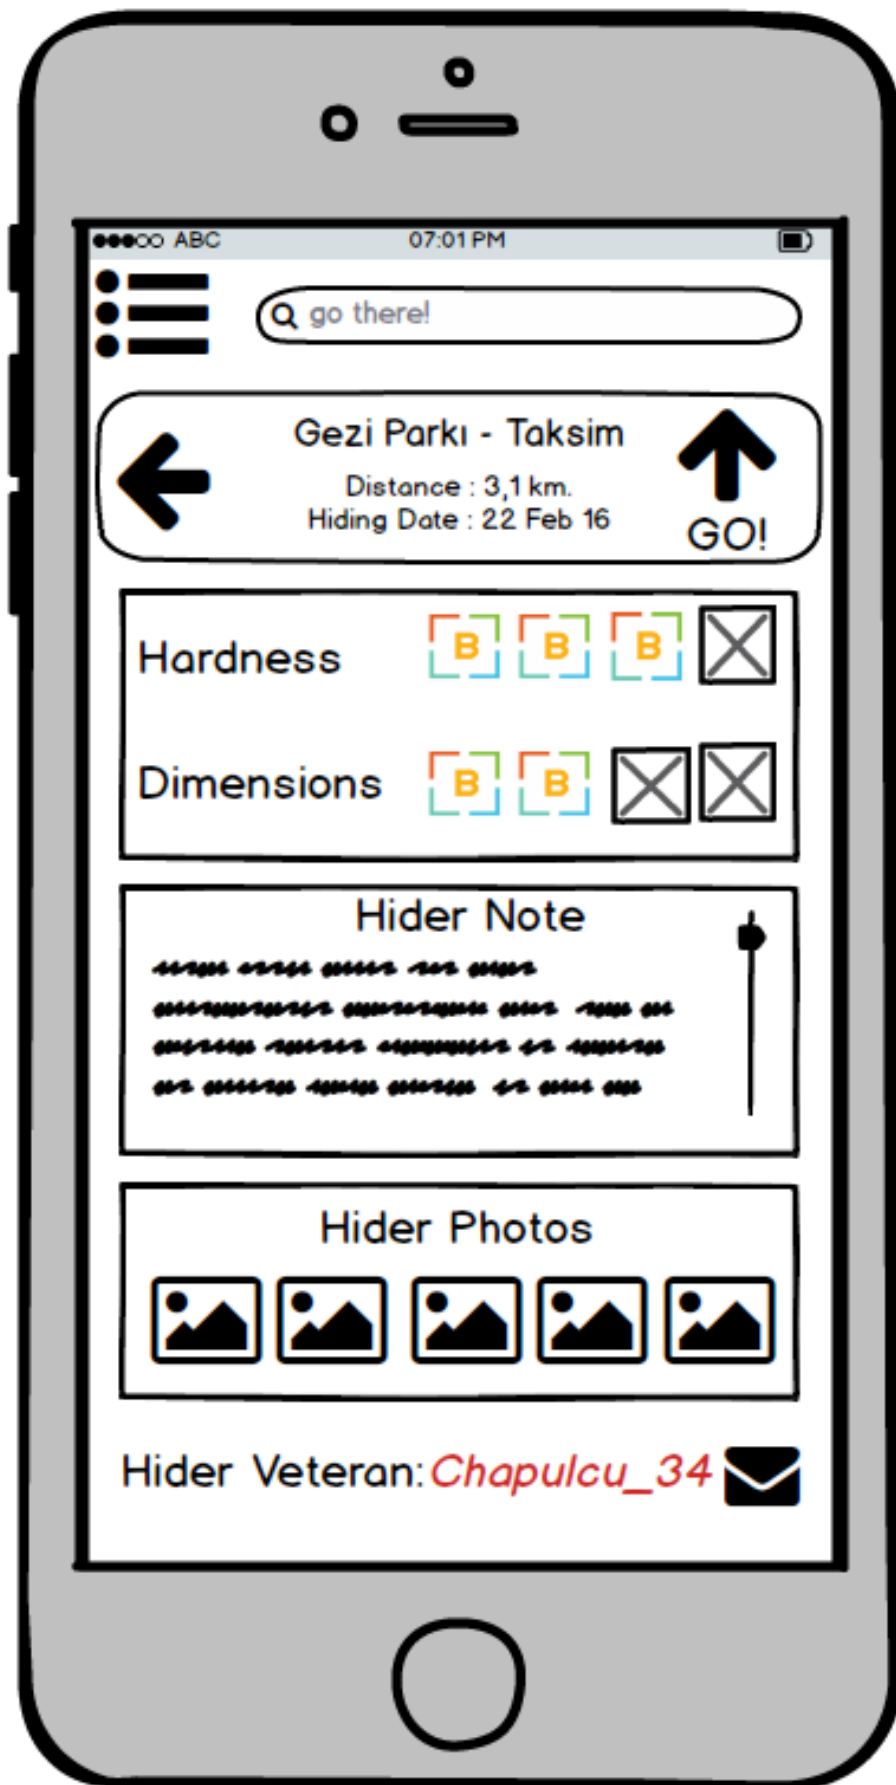 ABC 07:01 PM
go there!
Gezi Parkı - Taksim
Distance : 3,1 km.
Hiding Date : 22 Feb 16
GO!
Hardness B B B
Dimensions B B
Hider Note
Hider Photos
Hider Veteran: Chapulcu_34